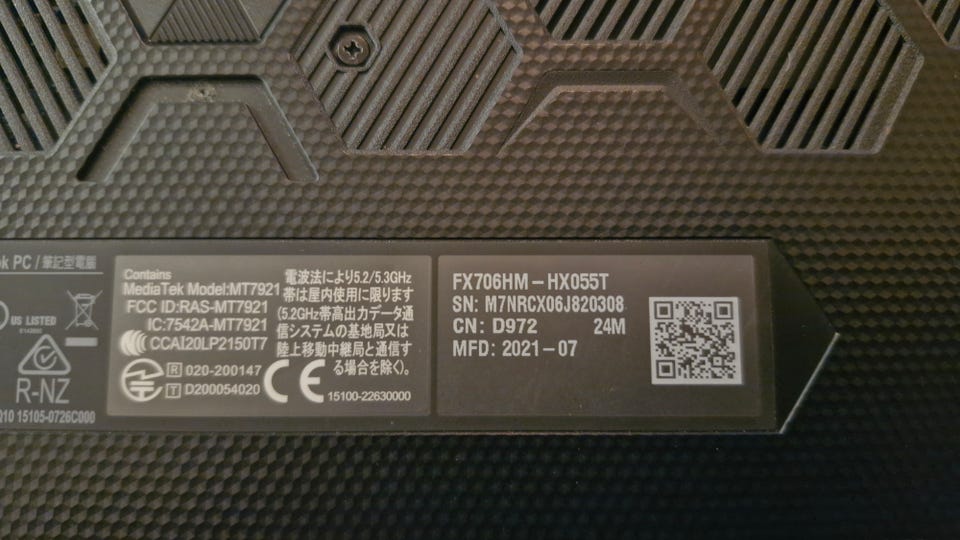 ok PC / 筆記型電腦
US LISTED
R-NZ
Q10 15105-0726C000
Contains
MediaTek Model:MT7921
FCC ID:RAS-MT7921
IC:7542A-MT7921
CCAI20LP2150T7
R 020-200147
T D200054020
CE
電波法により5.2/5.3GHz
帯は屋内使用に限ります
(5.2GHz帯高出力データ通
信システムの基地局又は
陸上移動中継局と通信す
る場合を除く)。
15100-22630000
FX706HM-HX055T
SN: M7NRCX06J820308
CN: D972 24M
MFD: 2021-07